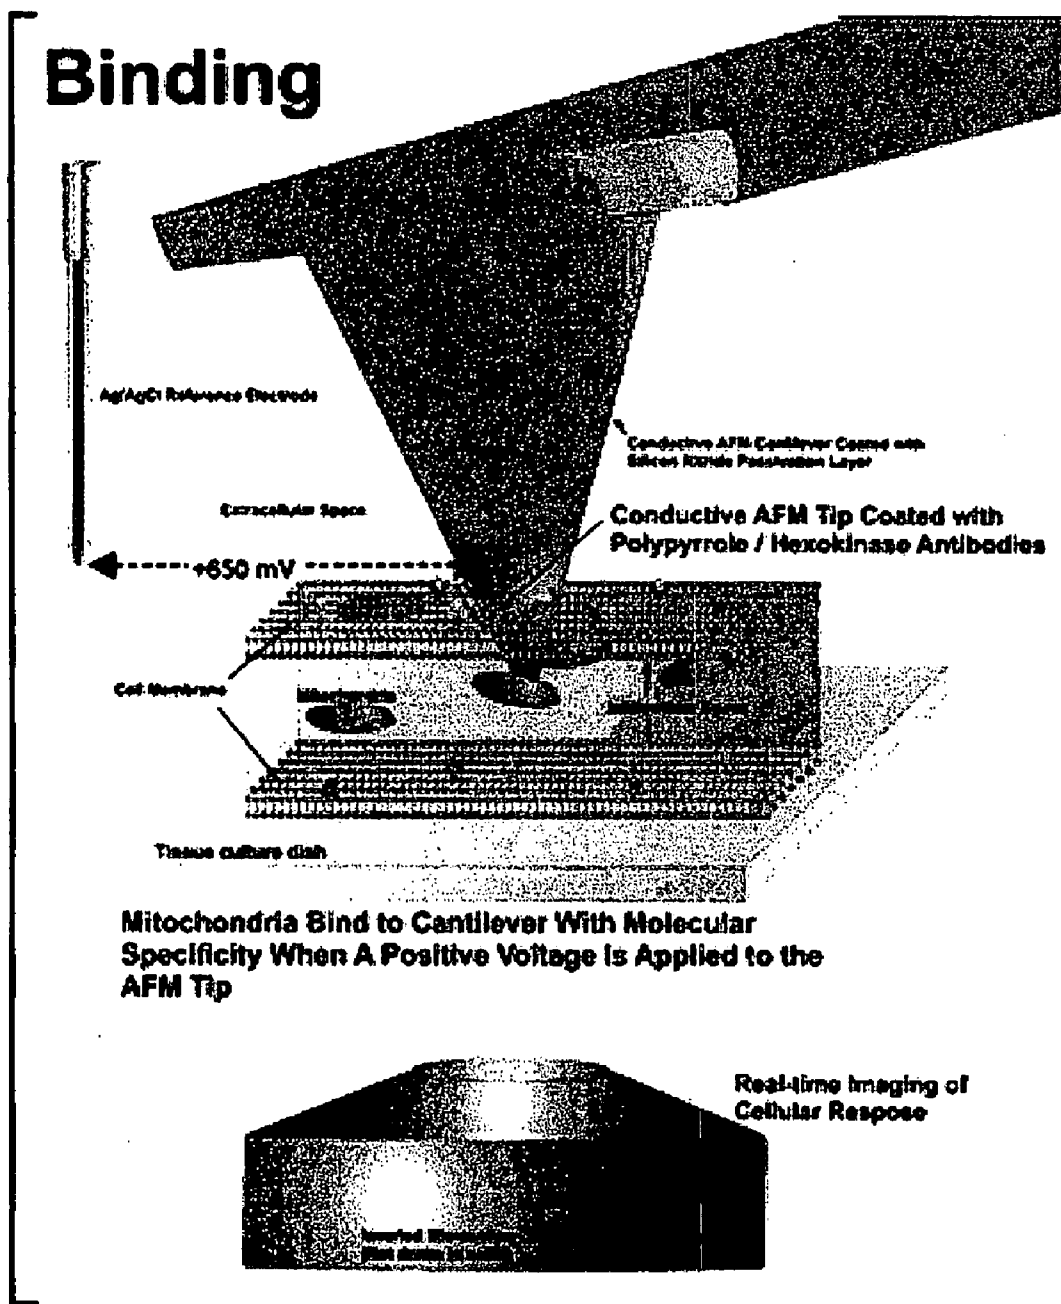 Binding
Ag/AgCl Reference Electrode
Conductive AFM Cantilever Coated with
Silicon Nitride Passivation Layer
Extracellular Space
Conductive AFM Tip Coated with
Polypyrrole / Hexokinase Antibodies
+650 mV
Cell Membrane
Mitochondria
Tissue culture dish
Mitochondria Bind to Cantilever With Molecular
Specificity When A Positive Voltage is Applied to the
AFM Tip
Real-time Imaging of
Cellular Respose